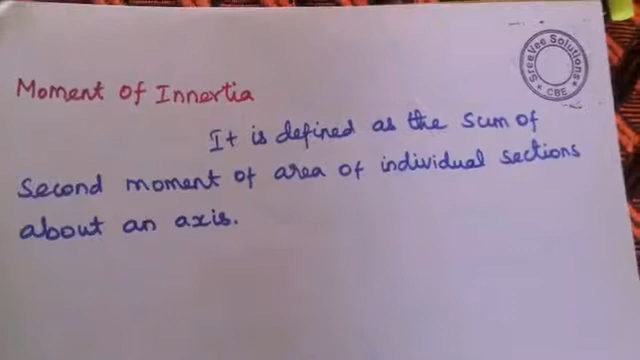 Moment of Innertia
It is defined as the sum of
second moment of area of individual sections
about an axis.
SreeVee Solutions
* CBE *